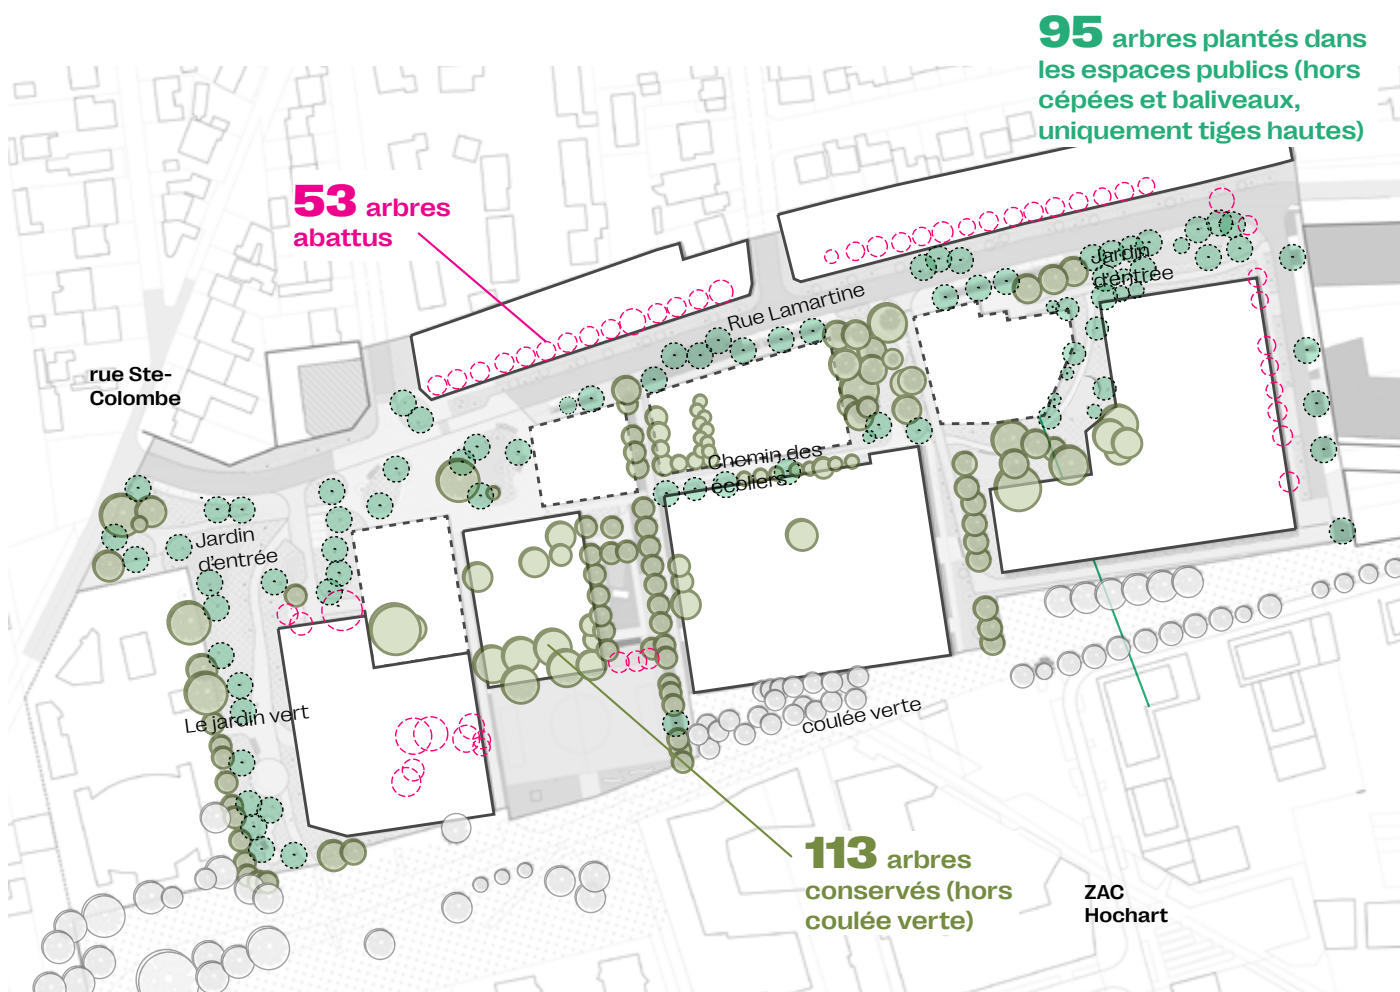 95 arbres plantés dans
les espaces publics (hors
cépées et baliveaux,
uniquement tiges hautes)
53 arbres
abattus
Jardin
d'entrée
Rue Lamartine
rue Ste-
Colombe
Chemin des
écoliers
Jardin
d'entrée
Le jardin vert
coulée verte
113 arbres
conservés (hors
coulée verte)
ZAC
Hochart